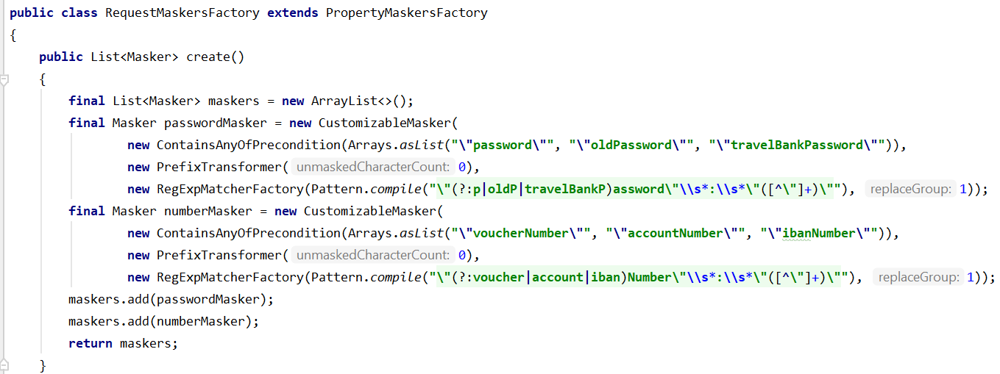 public class RequestMaskersFactory extends PropertyMaskersFactory
{
    public List<Masker> create()
    {
        final List<Masker> maskers = new ArrayList<>();
        final Masker passwordMasker = new CustomizableMasker(
                new ContainsAnyOfPrecondition(Arrays.asList("\"password\"", "\"oldPassword\"", "\"travelBankPassword\"")),
                new PrefixTransformer( unmaskedCharacterCount: 0),
                new RegExpMatcherFactory(Pattern.compile("\"(?:p|oldP|travelBankP)assword\"\\s*:\\s*\"([^\"]+)\""), replaceGroup: 1));
        final Masker numberMasker = new CustomizableMasker(
                new ContainsAnyOfPrecondition(Arrays.asList("\"voucherNumber\"", "\"accountNumber\"", "\"ibanNumber\"")),
                new PrefixTransformer( unmaskedCharacterCount: 0),
                new RegExpMatcherFactory(Pattern.compile("\"(?:voucher|account|iban)Number\"\\s*:\\s*\"([^\"]+)\""), replaceGroup: 1));
        maskers.add(passwordMasker);
        maskers.add(numberMasker);
        return maskers;
    }